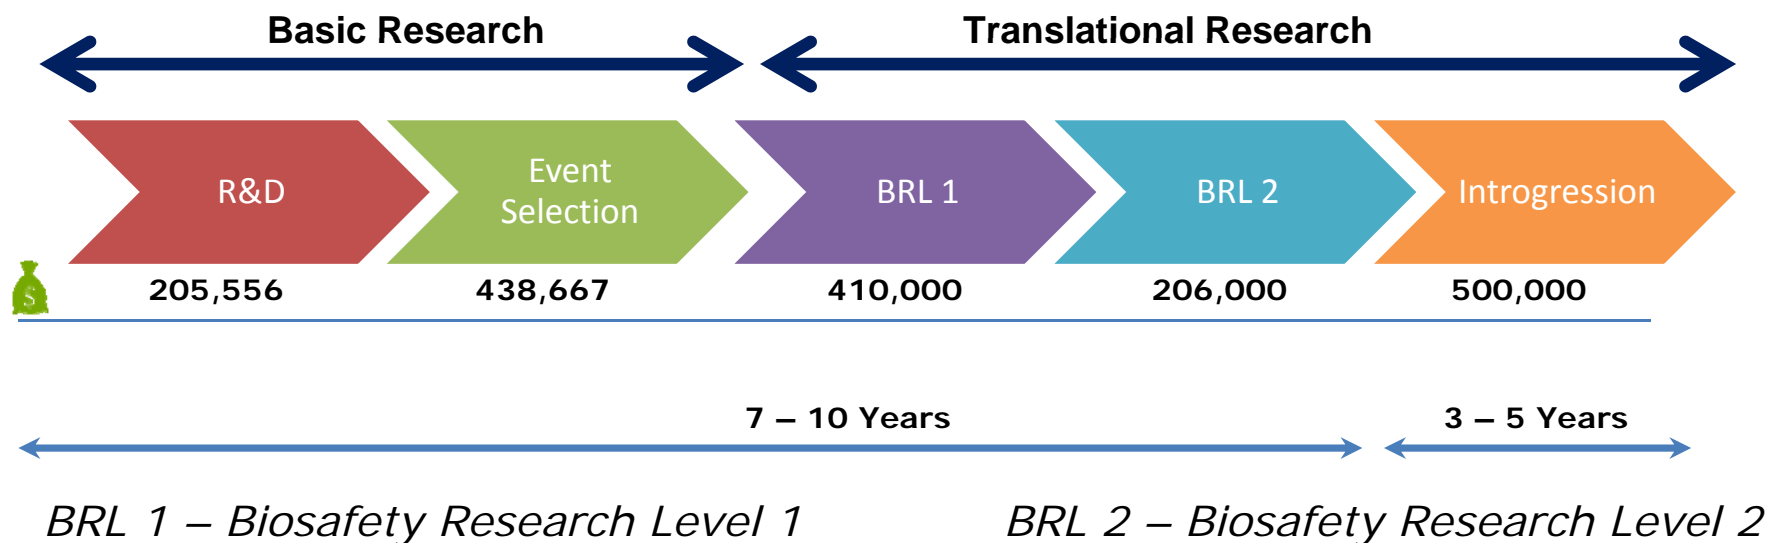 Basic Research
Translational Research
R&D
Event
Selection
BRL 1
BRL 2
Introgression
$
205,556
438,667
410,000
206,000
500,000
7 – 10 Years
3 – 5 Years
BRL 1 – Biosafety Research Level 1
BRL 2 – Biosafety Research Level 2